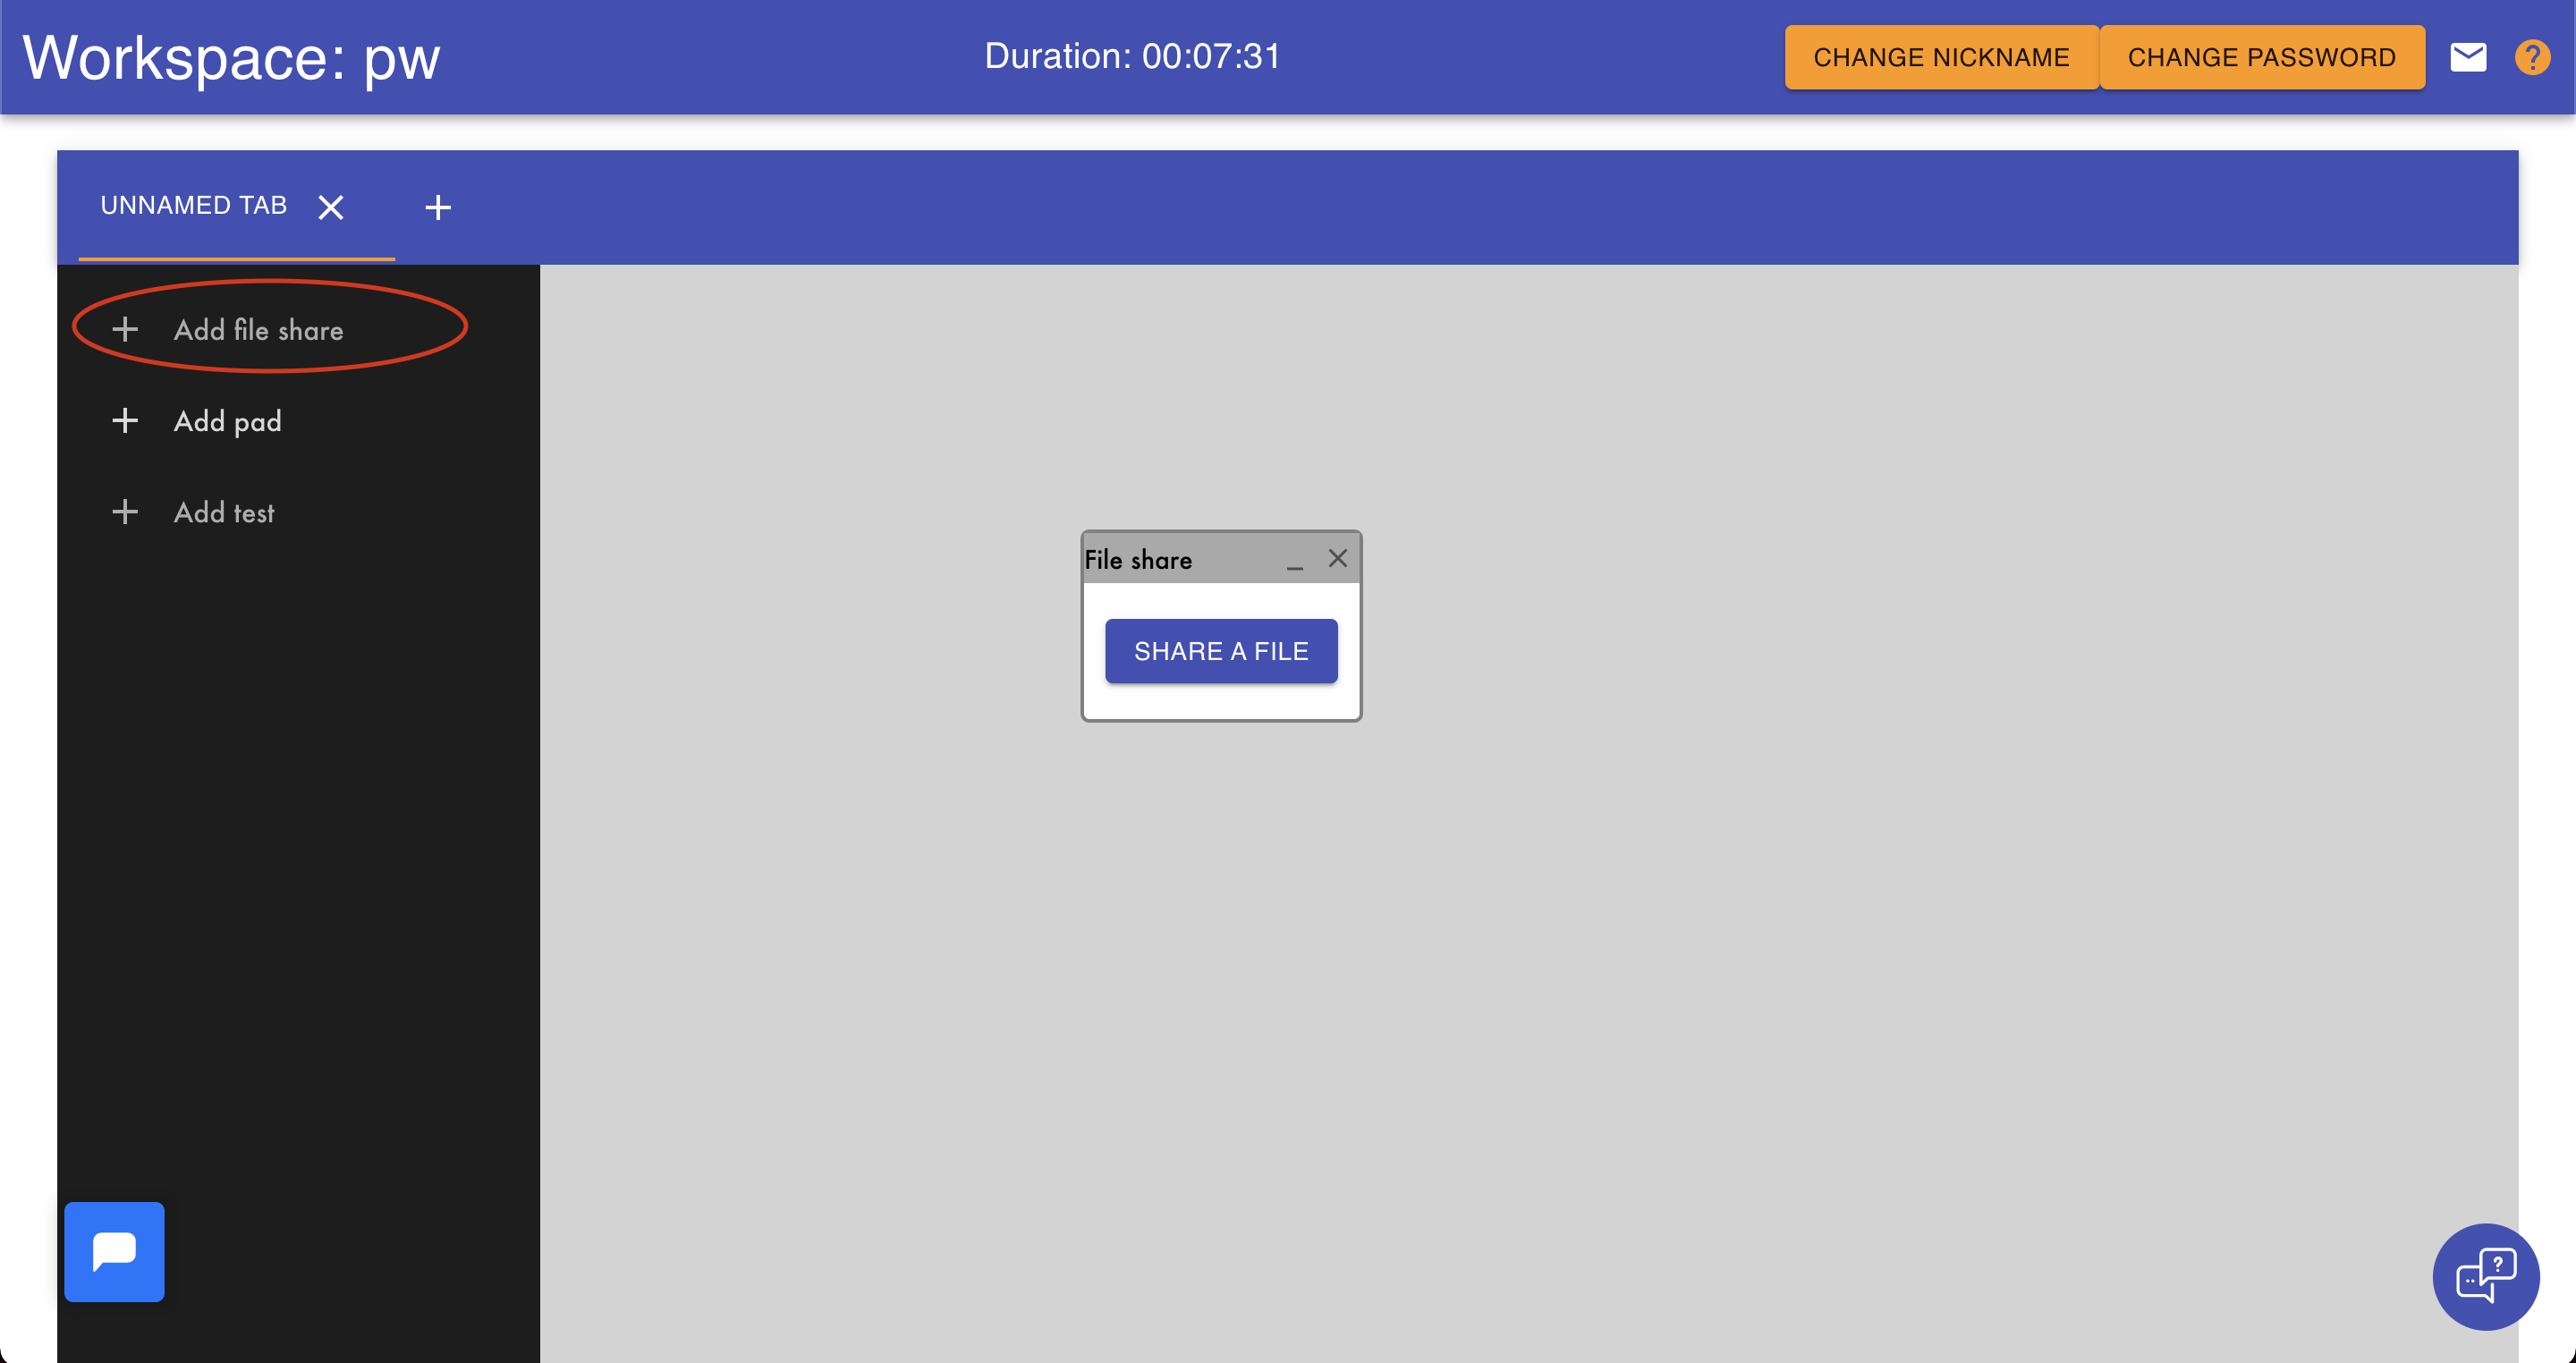 Workspace: pw
Duration: 00:07:31
CHANGE NICKNAME
CHANGE PASSWORD
?
UNNAMED TAB
Add file share
Add pad
Add test
File share
SHARE A FILE
?